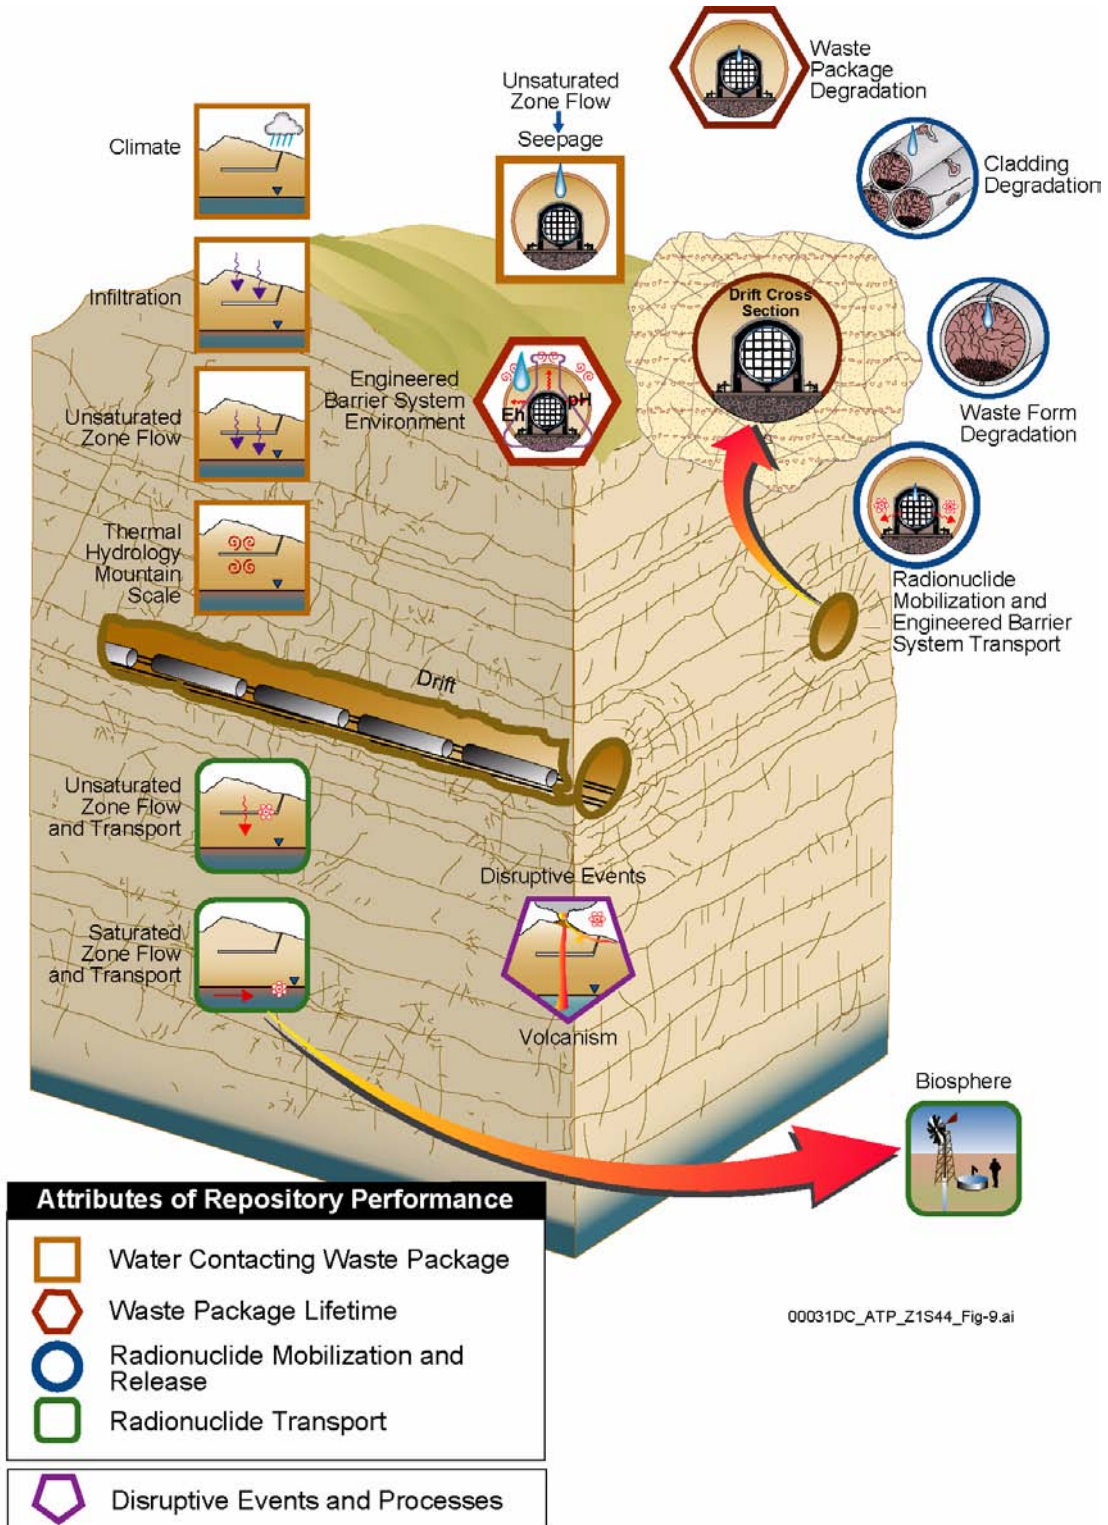 Climate
Infiltration
Unsaturated
Zone Flow
Thermal
Hydrology
Mountain
Scale
Unsaturated
Zone Flow
Seepage
Waste
Package
Degradation
Cladding
Degradation
Drift Cross
Section
Engineered
Barrier System
Environment
Eh
pH
Waste Form
Degradation
Radionuclide
Mobilization and
Engineered Barrier
System Transport
Drift
Unsaturated
Zone Flow
and Transport
Saturated
Zone Flow
and Transport
Disruptive Events
Volcanism
Biosphere
Attributes of Repository Performance
Water Contacting Waste Package
Waste Package Lifetime
Radionuclide Mobilization and
Release
Radionuclide Transport
Disruptive Events and Processes
00031DC_ATP_Z1S44_Fig-9.ai